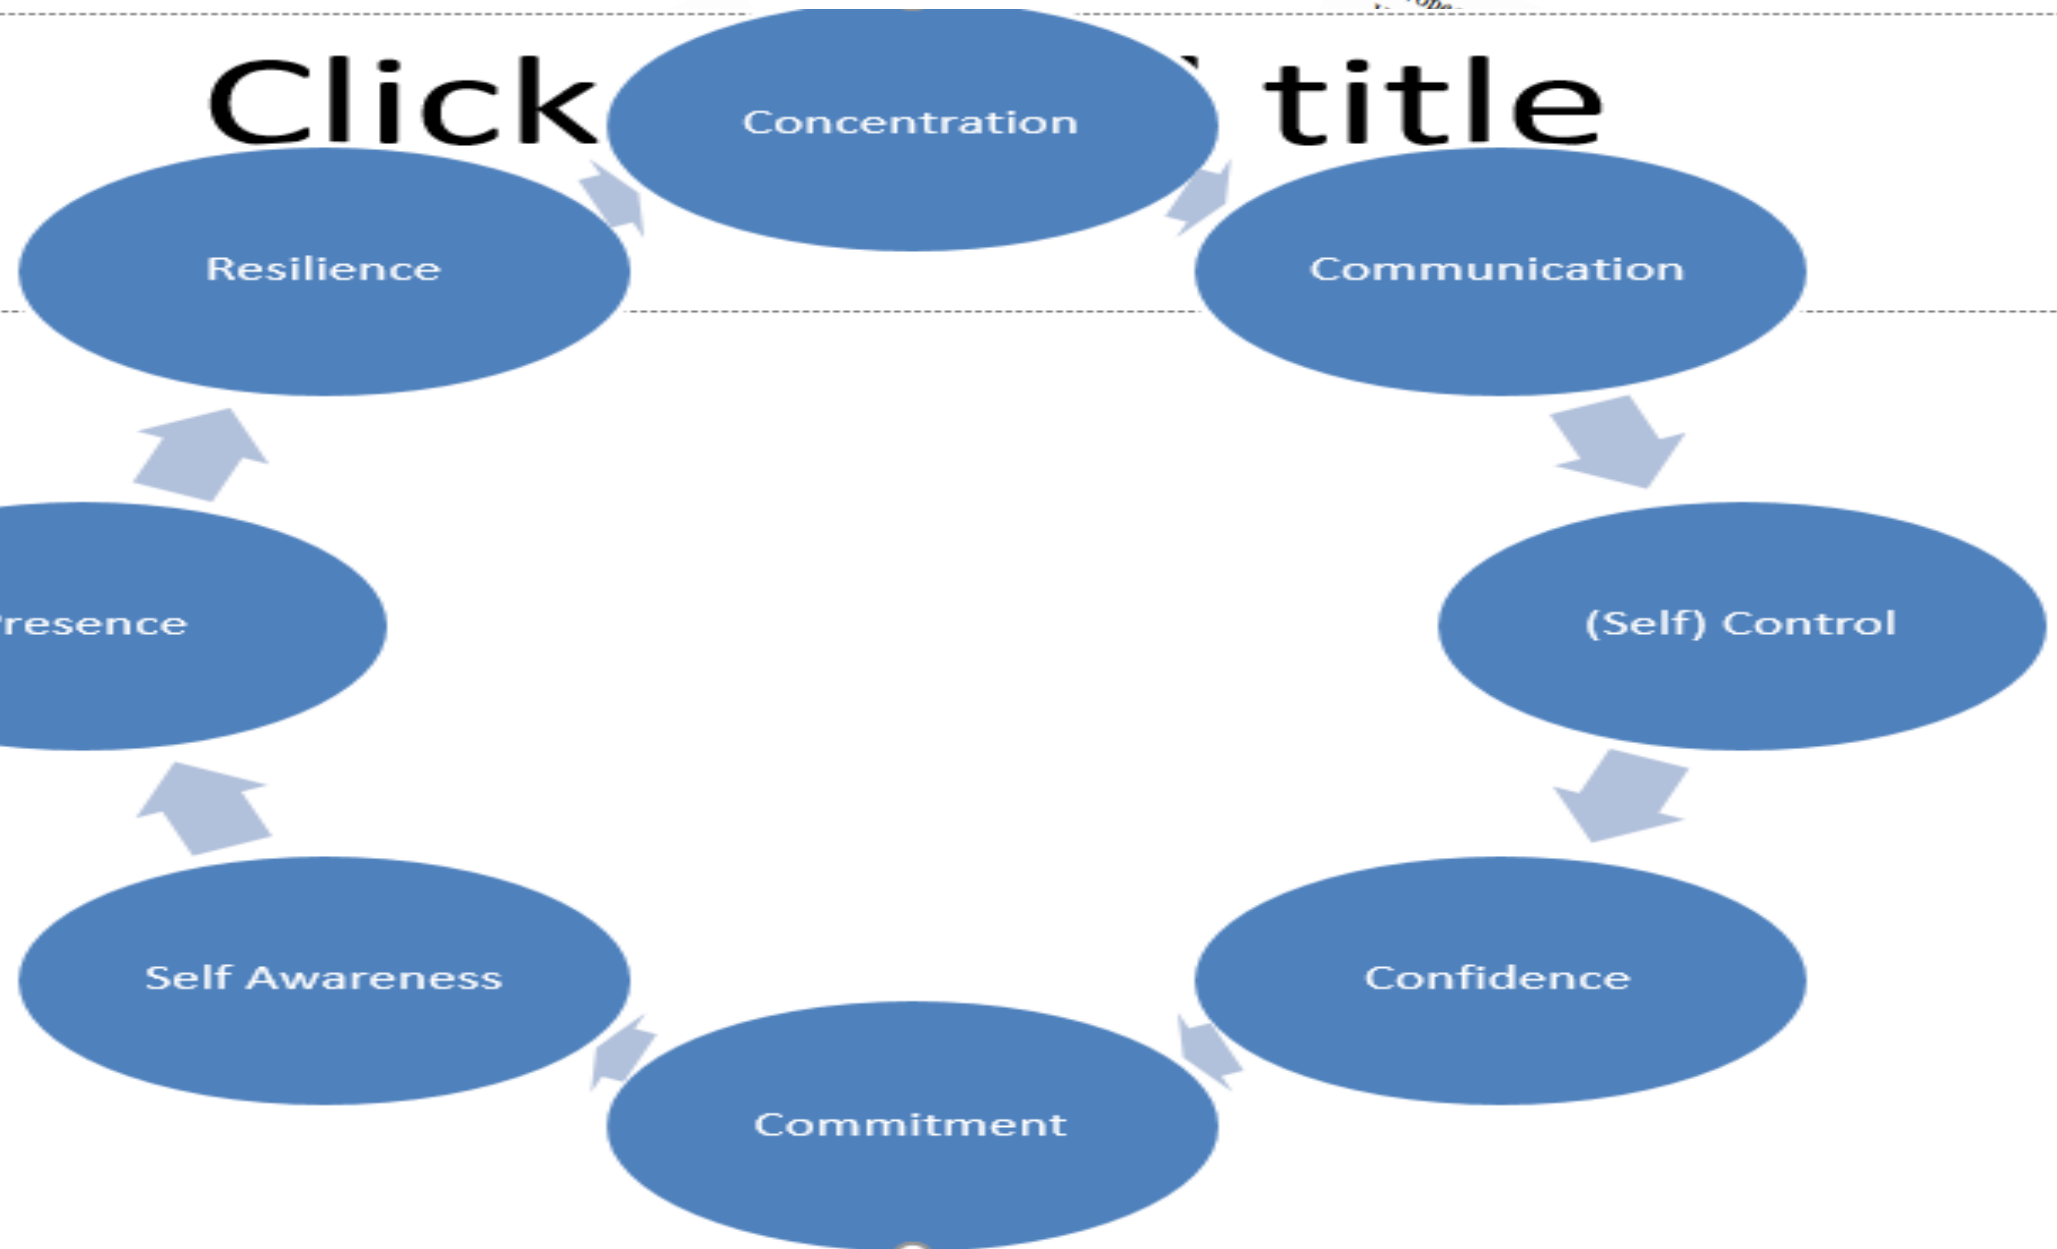 Click title
Concentration
Resilience
Communication
resence
(Self) Control
Self Awareness
Confidence
Commitment